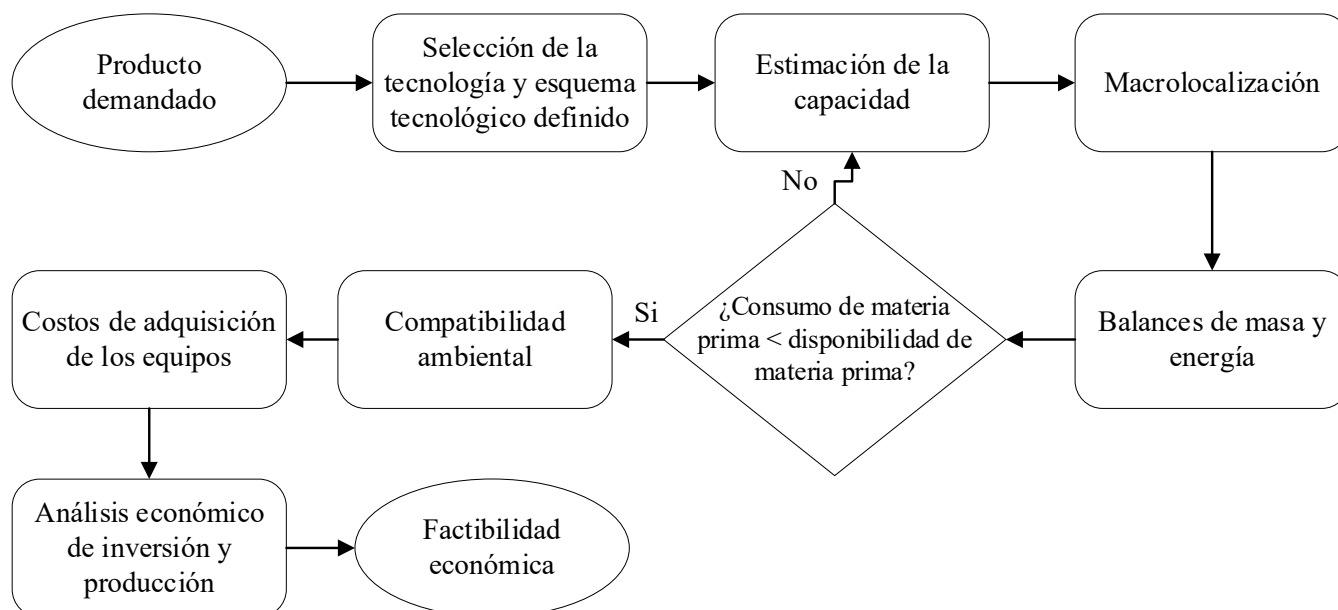 Producto
demandado
Selección de la
tecnología y esquema
tecnológico definido
Estimación de la
capacidad
Macrolocalización
Balances de masa y
energía
¿Consumo de materia
prima < disponibilidad de
materia prima?
No
Si
Compatibilidad
ambiental
Costos de adquisición
de los equipos
Análisis económico
de inversión y
producción
Factibilidad
económica